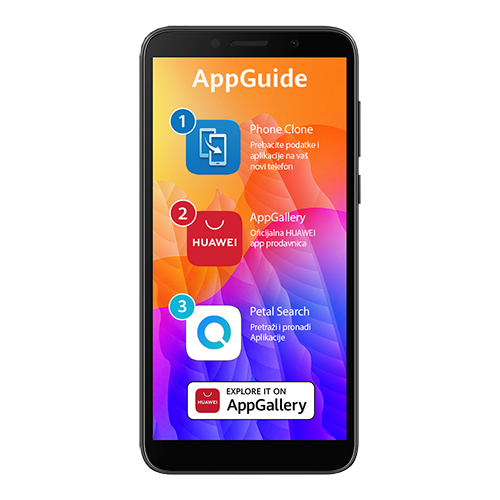 AppGuide
1
Phone Clone
Prebacite podatke i
aplikacije na vaš
novi telefon
2
HUAWEI
AppGallery
Oficijalna HUAWEI
app prodavnica
3
Petal Search
Pretraži i pronađi
Aplikacije
HUAWEI
EXPLORE IT ON
AppGallery